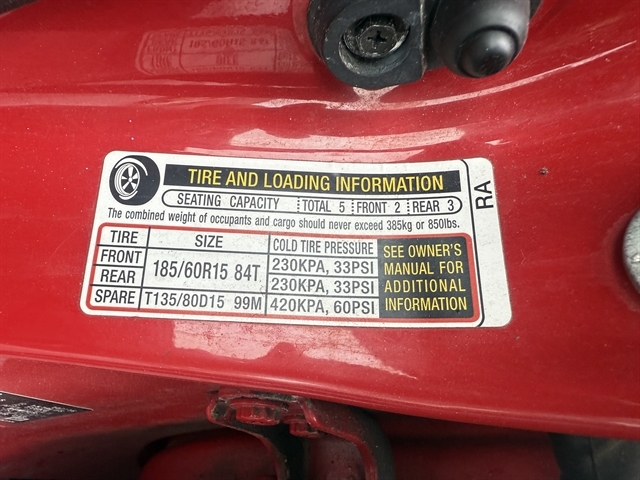 TIRE AND LOADING INFORMATION
SEATING CAPACITY TOTAL 5 FRONT 2 REAR 3
The combined weight of occupants and cargo should never exceed 385kg or 850lbs.
TIRE SIZE COLD TIRE PRESSURE
FRONT 185/60R15 84T 230KPA, 33PSI
REAR 230KPA, 33PSI
SPARE T135/80D15 99M 420KPA, 60PSI
SEE OWNER'S
MANUAL FOR
ADDITIONAL
INFORMATION
RA